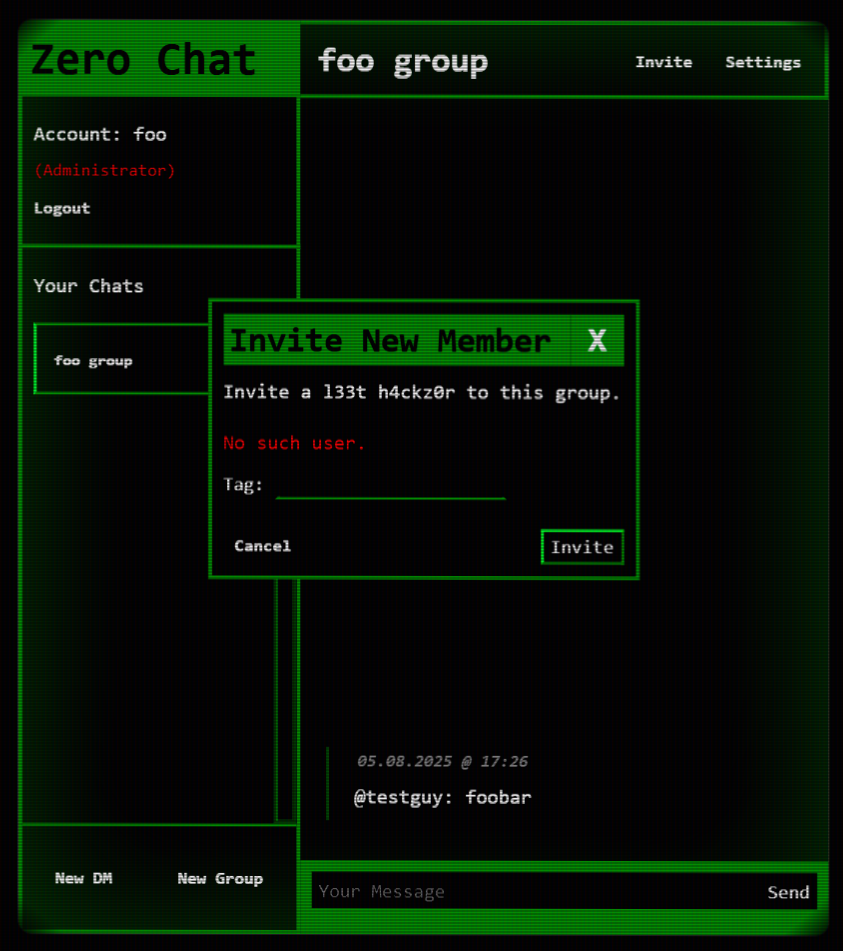 Zero Chat
foo group
Invite
Settings
Account: foo
(Administrator)
Logout
Your Chats
foo group
Invite New Member
X
Invite a l33t h4ckz0r to this group.
No such user.
Tag:
Cancel
Invite
05.08.2025 @ 17:26
@testguy: foobar
New DM
New Group
Your Message
Send